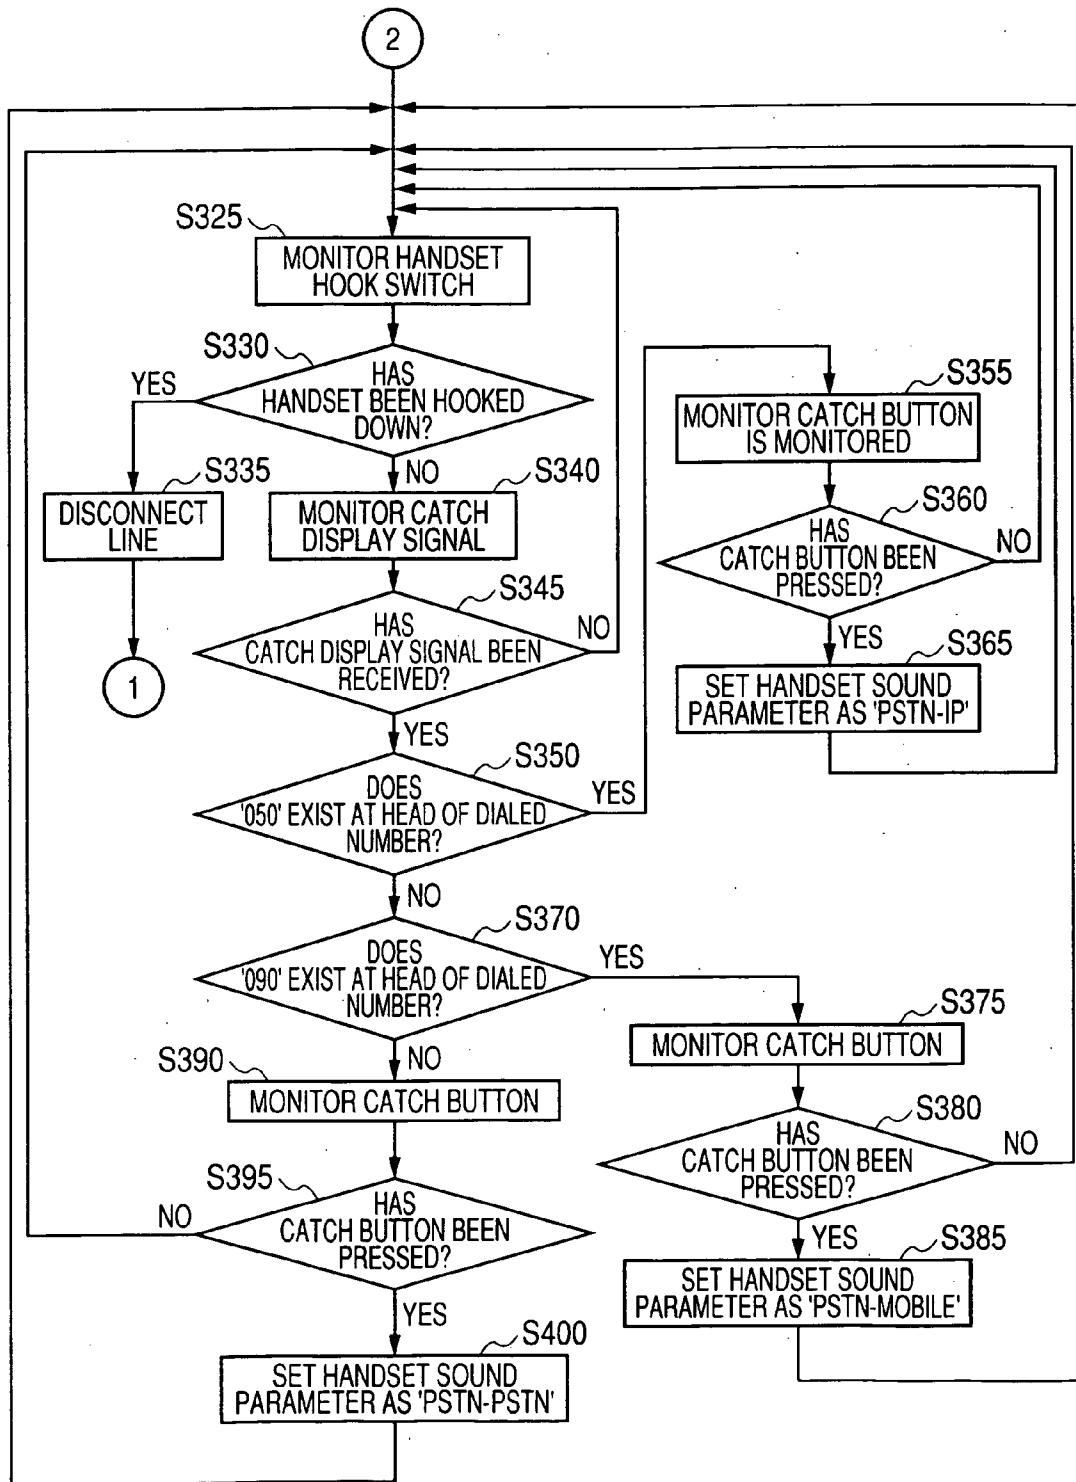 2
S325
MONITOR HANDSET
HOOK SWITCH
S330
HAS
HANDSET BEEN HOOKED
DOWN?
YES
NO
S335
DISCONNECT
LINE
1
S340
MONITOR CATCH
DISPLAY SIGNAL
S345
HAS
CATCH DISPLAY SIGNAL BEEN
RECEIVED?
NO
YES
S350
DOES
'050' EXIST AT HEAD OF DIALED
NUMBER?
YES
NO
S355
MONITOR CATCH BUTTON
IS MONITORED
S360
HAS
CATCH BUTTON BEEN
PRESSED?
NO
YES
S365
SET HANDSET SOUND
PARAMETER AS 'PSTN-IP'
S370
DOES
'090' EXIST AT HEAD OF DIALED
NUMBER?
YES
NO
S375
MONITOR CATCH BUTTON
S380
HAS
CATCH BUTTON BEEN
PRESSED?
NO
YES
S385
SET HANDSET SOUND
PARAMETER AS 'PSTN-MOBILE'
S390
MONITOR CATCH BUTTON
S395
HAS
CATCH BUTTON BEEN
PRESSED?
NO
YES
S400
SET HANDSET SOUND
PARAMETER AS 'PSTN-PSTN'